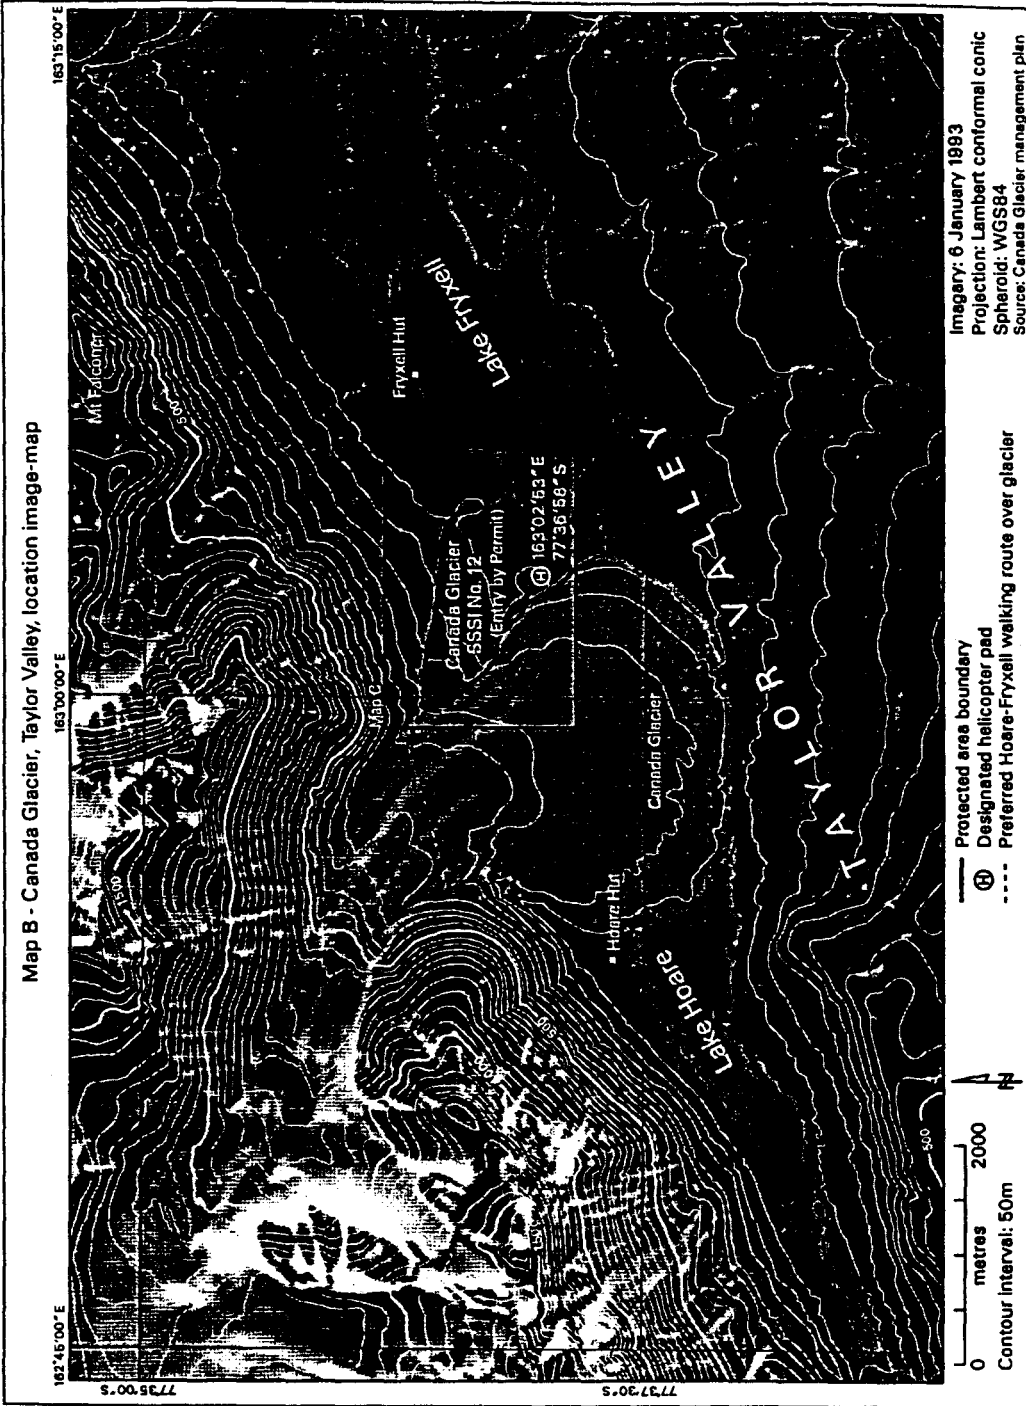 Map B - Canada Glacier, Taylor Valley, location image-map
162°45'00"E
163°00'00"E
163°15'00"E
77°35'00"S
77°37'30"S
Mt Falconer
500
1500
Map C
Canada Glacier
SSSI No.12
(Entry by Permit)
H 163°02'53"E
77°36'58"S
Fryxell Hut
Lake Fryxell
Canada Glacier
Hoare Hut
Lake Hoare
500
TAYLOR VALLEY
500
0 metres 2000
Contour Interval: 50m
N
Protected area boundary
H Designated helicopter pad
Preferred Hoare-Fryxell walking route over glacier
Imagery: 6 January 1993
Projection: Lambert conformal conic
Spheroid: WGS84
Source: Canada Glacier management plan